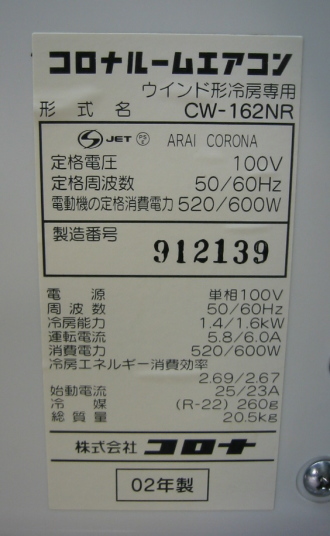 コロナルームエアコン
ウインド形冷房専用
形式名 CW-162NR
JET PS E ARAI CORONA
定格電圧 100V
定格周波数 50/60Hz
電動機の定格消費電力 520/600W
製造番号 912139
電源 単相100V
周波数 50/60Hz
冷房能力 1.4/1.6kW
運転電流 5.8/6.0A
消費電力 520/600W
冷房エネルギー消費効率
2.69/2.67
始動電流 25/23A
冷媒 (R-22) 260g
総質量 20.5kg
株式会社 コロナ
02年製